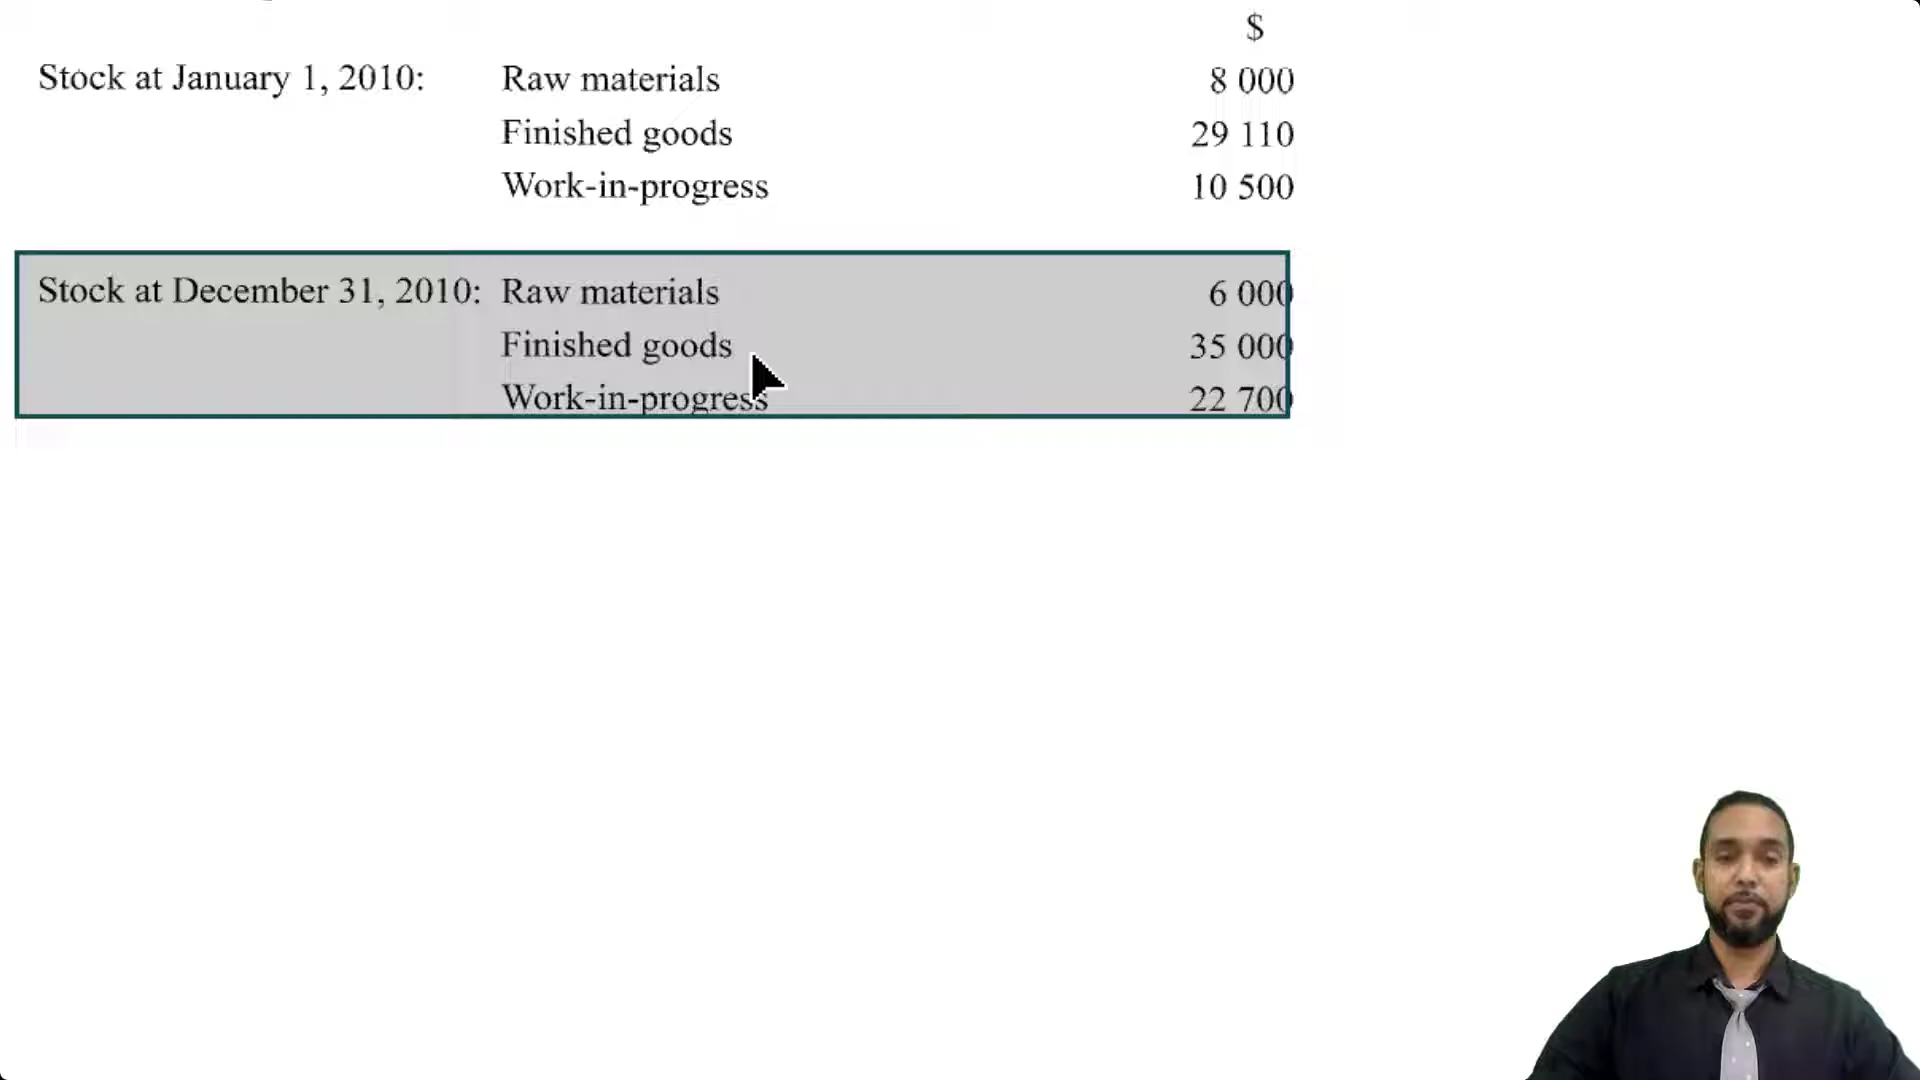 $
Stock at January 1, 2010: Raw materials 8 000
Finished goods 29 110
Work-in-progress 10 500
Stock at December 31, 2010: Raw materials 6 000
Finished goods 35 000
Work-in-progress 22 700